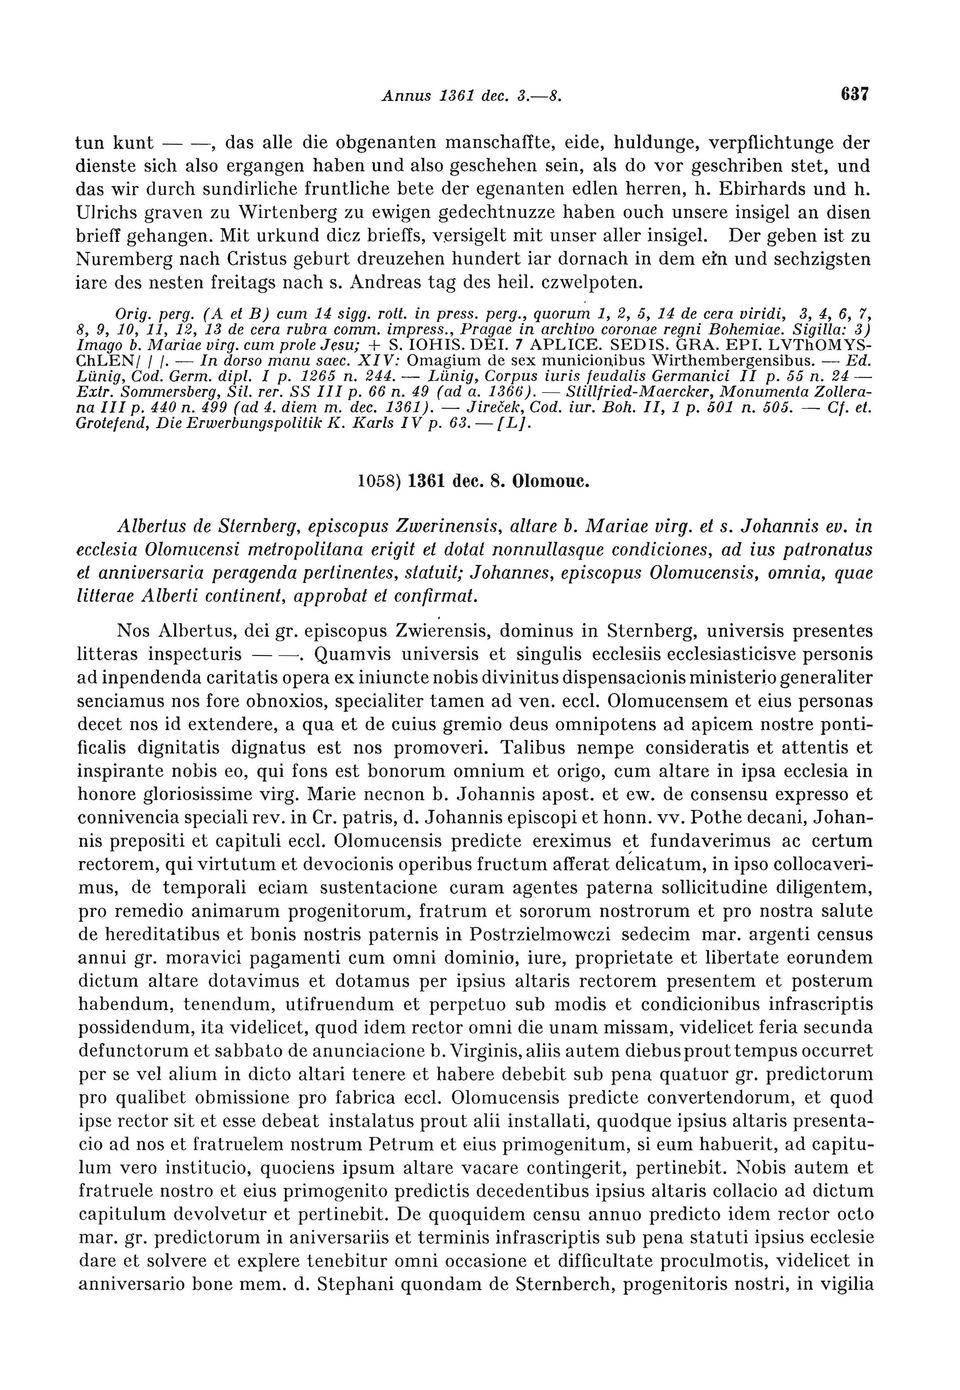 Annus 1361 dec. 3.—8. 637
tun kunt — —, das alle die obgenanten manschaffte, eide, huldunge, verpflichtunge der
dienste sich also ergangen haben und also geschehen sein, als do vor geschriben stet, und
das wir durch sundirliche fruntliche bete der egenanten edlen herren, h. Ebirhards und h.
Ulrichs graven zu Wirtenberg zu ewigen gedechtnuzze haben ouch unsere insigel an disen
brieff gehangen. Mit urkund dicz brieffs, versigelt mit unser aller insigel. Der geben ist zu
Nuremberg nach Cristus geburt dreuzehen hundert iar dornach in dem ein und sechzigsten
iare des nesten freitags nach s. Andreas tag des heil. czwelpoten.
Orig. perg. (A et B) cum 14 sigg. rott. in press. perg., quorum 1, 2, 5, 14 de cera viridi, 3, 4, 6, 7,
8, 9, 10, 11, 12, 13 de cera rubra comm. impress., Pragae in archivo coronae regni Bohemiae. Sigilla: 3)
Imago b. Mariae virg. cum prole Jesu; + S. IOHIS. DEI. 7 APLICE. SEDIS. GRA. EPI. LVThOMYS-
ChLEN/ / /. — In dorso manu saec. XIV: Omagium de sex municionibus Wirthembergensibus. — Ed.
Lünig, Cod. Germ. dipl. I p. 1265 n. 244. — Lünig, Corpus iuris feudalis Germanici II p. 55 n. 24 —
Extr. Sommersberg, Sil. rer. SS III p. 66 n. 49 (ad a. 1366). — Stillfried-Maercker, Monumenta Zollera-
na III p. 440 n. 499 (ad 4. diem m. dec. 1361). — Jireček, Cod. iur. Boh. II, 1 p. 501 n. 505. — Cf. et.
Grotefend, Die Erwerbungspolitik K. Karls IV p. 63. — [L].
1058) 1361 dec. 8. Olomouc.
Albertus de Sternberg, episcopus Zwerinensis, altare b. Mariae virg. et s. Johannis ev. in
ecclesia Olomucensi metropolitana erigit et dotat nonnullasque condiciones, ad ius patronatus
et anniversaria peragenda pertinentes, statuit; Johannes, episcopus Olomucensis, omnia, quae
litterae Alberti continent, approbat et confirmat.
Nos Albertus, dei gr. episcopus Zwierensis, dominus in Sternberg, universis presentes
litteras inspecturis — —. Quamvis universis et singulis ecclesiis ecclesiasticisve personis
ad inpendenda caritatis opera ex iniuncte nobis divinitus dispensacionis ministerio generaliter
senciamus nos fore obnoxios, specialiter tamen ad ven. eccl. Olomucensem et eius personas
decet nos id extendere, a qua et de cuius gremio deus omnipotens ad apicem nostre ponti-
ficalis dignitatis dignatus est nos promoveri. Talibus nempe consideratis et attentis et
inspirante nobis eo, qui fons est bonorum omnium et origo, cum altare in ipsa ecclesia in
honore gloriosissime virg. Marie necnon b. Johannis apost. et ew. de consensu expresso et
connivencia speciali rev. in Cr. patris, d. Johannis episcopi et honn. vv. Pothe decani, Johan-
nis prepositi et capituli eccl. Olomucensis predicte ereximus et fundaverimus ac certum
rectorem, qui virtutum et devocionis operibus fructum afferat delicatum, in ipso collocaveri-
mus, de temporali eciam sustentacione curam agentes paterna sollicitudine diligentem,
pro remedio animarum progenitorum, fratrum et sororum nostrorum et pro nostra salute
de hereditatibus et bonis nostris paternis in Postrzielmowczi sedecim mar. argenti census
annui gr. moravici pagamenti cum omni dominio, iure, proprietate et libertate eorundem
dictum altare dotavimus et dotamus per ipsius altaris rectorem presentem et posterum
habendum, tenendum, utifruendum et perpetuo sub modis et condicionibus infrascriptis
possidendum, ita videlicet, quod idem rector omni die unam missam, videlicet feria secunda
defunctorum et sabbato de anunciacione b. Virginis, aliis autem diebus prout tempus occurret
per se vel alium in dicto altari tenere et habere debebit sub pena quatuor gr. predictorum
pro qualibet obmissione pro fabrica eccl. Olomucensis predicte convertendorum, et quod
ipse rector sit et esse debeat instalatus prout alii installati, quodque ipsius altaris presenta-
cio ad nos et fratruelem nostrum Petrum et eius primogenitum, si eum habuerit, ad capitu-
lum vero institucio, quociens ipsum altare vacare contingerit, pertinebit. Nobis autem et
fratruele nostro et eius primogenito predictis decedentibus ipsius altaris collacio ad dictum
capitulum devolvetur et pertinebit. De quoquidem censu annuo predicto idem rector octo
mar. gr. predictorum in aniversariis et terminis infrascriptis sub pena statuti ipsius ecclesie
dare et solvere et explere tenebitur omni occasione et difficultate proculmotis, videlicet in
anniversario bone mem. d. Stephani quondam de Sternberch, progenitoris nostri, in vigilia